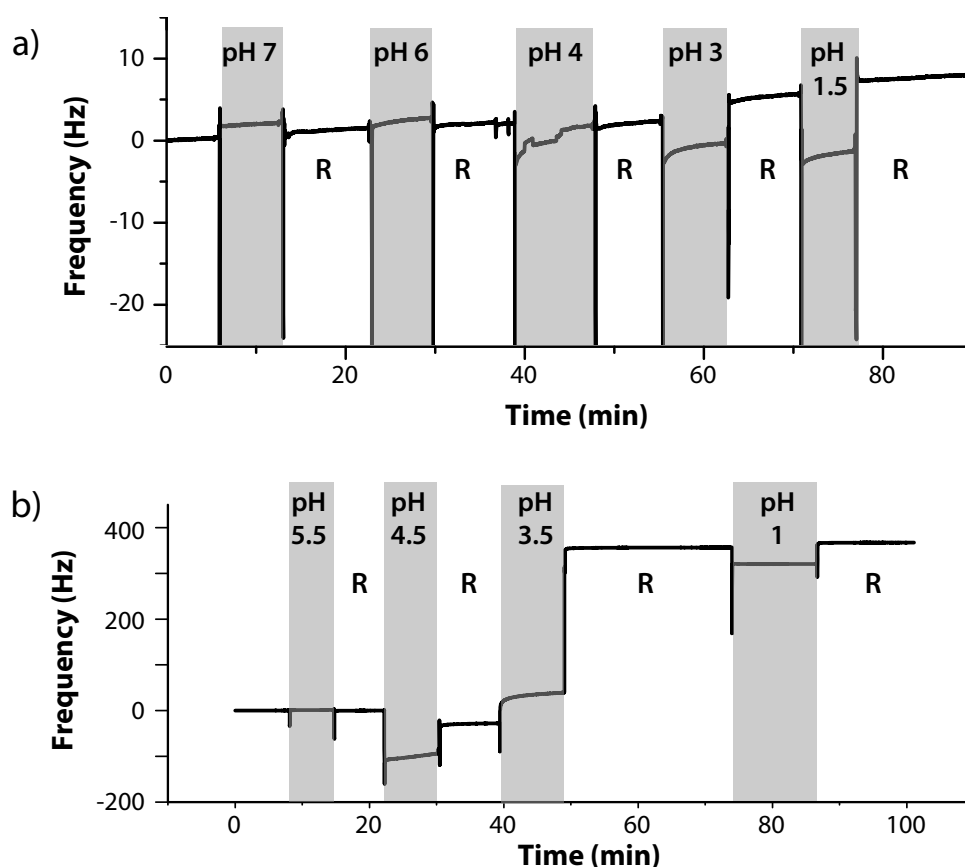 a)
Frequency (Hz)
10
0
-10
-20
pH 7
pH 6
pH 4
pH 3
pH
1.5
R
R
R
R
R
0
20
40
60
80
Time (min)
b)
Frequency (Hz)
400
200
0
-200
pH
5.5
pH
4.5
pH
3.5
pH
1
R
R
R
R
0
20
40
60
80
100
Time (min)